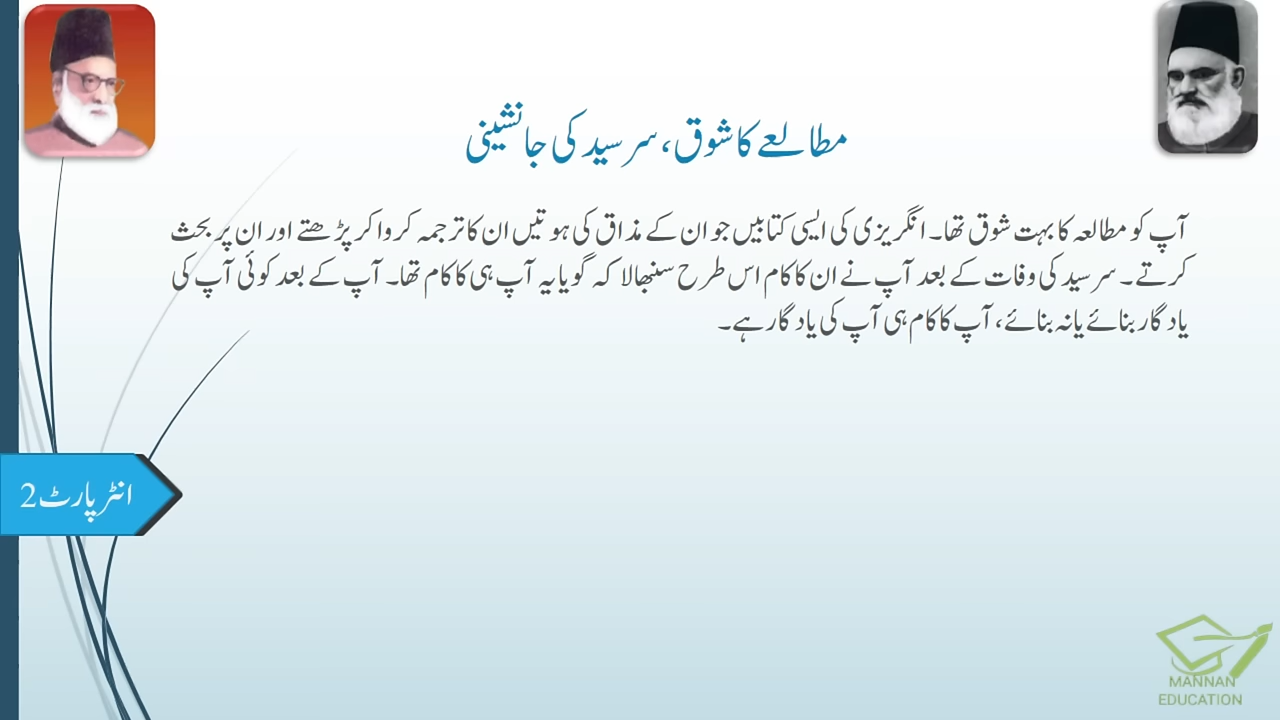 مطالعے کا شوق، سر سید کی جانشینی
آپ کو مطالعہ کا بہت شوق تھا۔ انگریزی کی ایسی کتابیں جو ان کے مذاق کی ہوتیں ان کا ترجمہ کروا کر پڑھتے اور ان پر بحث
کرتے۔ سر سید کی وفات کے بعد آپ نے ان کا کام اس طرح سنبھالا کہ گویا یہ آپ ہی کا کام تھا۔ آپ کے بعد کوئی آپ کی
یاد گار بنائے یا نہ بنائے، آپ کا کام ہی آپ کی یاد گار ہے۔
انٹر پارٹ 2
MANNAN
EDUCATION